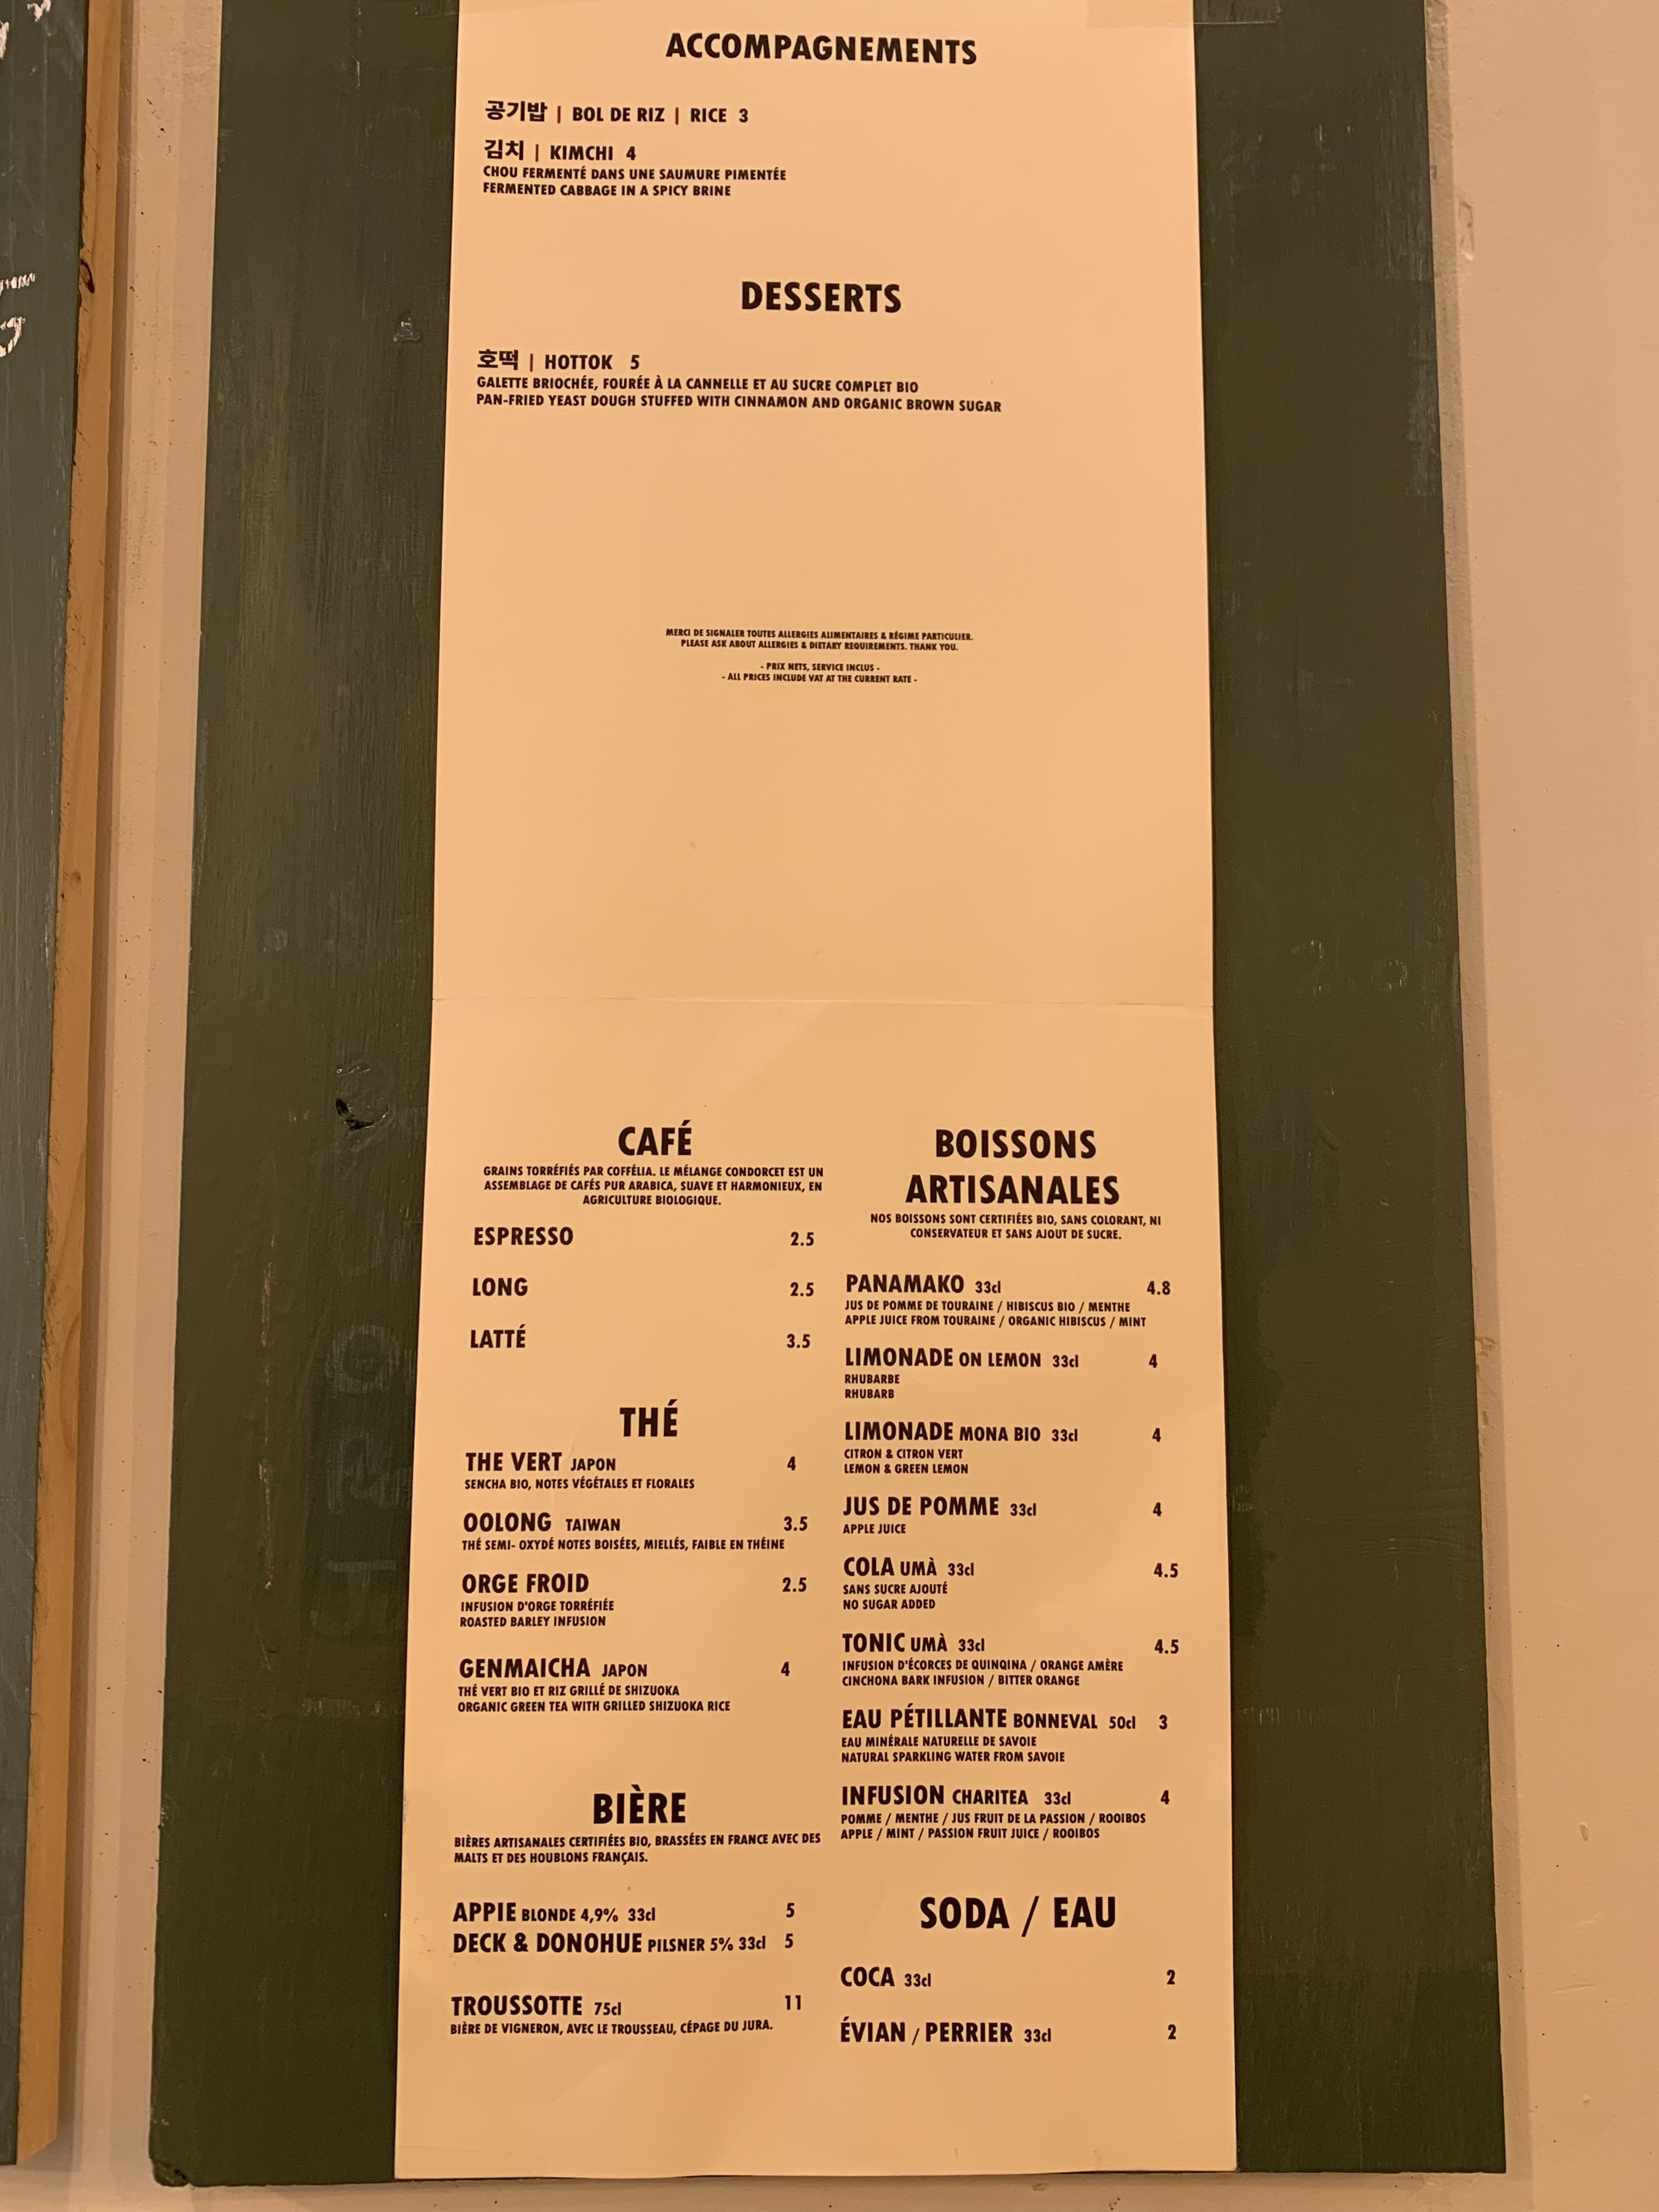 ACCOMPAGNEMENTS
공기밥 | BOL DE RIZ | RICE 3
김치 | KIMCHI 4
CHOU FERMENTÉ DANS UNE SAUMURE PIMENTÉE
FERMENTED CABBAGE IN A SPICY BRINE
DESSERTS
호떡 | HOTTOK 5
GALETTE BRIOCHÉE, FOURÉE À LA CANNELLE ET AU SUCRE COMPLET BIO
PAN-FRIED YEAST DOUGH STUFFED WITH CINNAMON AND ORGANIC BROWN SUGAR
MERCI DE SIGNALER TOUTES ALLERGIES ALIMENTAIRES & RÉGIME PARTICULIER.
PLEASE ASK ABOUT ALLERGIES & DIETARY REQUIREMENTS. THANK YOU.
- PRIX NETS, SERVICE INCLUS -
- ALL PRICES INCLUDE VAT AT THE CURRENT RATE -
CAFÉ
GRAINS TORRÉFIÉS PAR COFFÉLIA. LE MÉLANGE CONDORCET EST UN
ASSEMBLAGE DE CAFÉS PUR ARABICA, SUAVE ET HARMONIEUX, EN
AGRICULTURE BIOLOGIQUE.
ESPRESSO 2.5
LONG 2.5
LATTÉ 3.5
THÉ
THE VERT JAPON 4
SENCHA BIO, NOTES VÉGÉTALES ET FLORALES
OOLONG TAIWAN 3.5
THÉ SEMI- OXYDÉ NOTES BOISÉES, MIELLÉS, FAIBLE EN THÉINE
ORGE FROID 2.5
INFUSION D'ORGE TORRÉFIÉE
ROASTED BARLEY INFUSION
GENMAICHA JAPON 4
THÉ VERT BIO ET RIZ GRILLÉ DE SHIZUOKA
ORGANIC GREEN TEA WITH GRILLED SHIZUOKA RICE
BIÈRE
BIÈRES ARTISANALES CERTIFIÉES BIO, BRASSÉES EN FRANCE AVEC DES
MALTS ET DES HOUBLONS FRANÇAIS.
APPIE BLONDE 4,9% 33cl 5
DECK & DONOHUE PILSNER 5% 33cl 5
TROUSSOTTE 75cl 11
BIÈRE DE VIGNERON, AVEC LE TROUSSEAU, CÉPAGE DU JURA.
BOISSONS
ARTISANALES
NOS BOISSONS SONT CERTIFIÉES BIO, SANS COLORANT, NI
CONSERVATEUR ET SANS AJOUT DE SUCRE.
PANAMAKO 33cl 4.8
JUS DE POMME DE TOURAINE / HIBISCUS BIO / MENTHE
APPLE JUICE FROM TOURAINE / ORGANIC HIBISCUS / MINT
LIMONADE ON LEMON 33cl 4
RHUBARBE
RHUBARB
LIMONADE MONA BIO 33cl 4
CITRON & CITRON VERT
LEMON & GREEN LEMON
JUS DE POMME 33cl 4
APPLE JUICE
COLA UMÀ 33cl 4.5
SANS SUCRE AJOUTÉ
NO SUGAR ADDED
TONIC UMÀ 33cl 4.5
INFUSION D'ÉCORCES DE QUINQINA / ORANGE AMÈRE
CINCHONA BARK INFUSION / BITTER ORANGE
EAU PÉTILLANTE BONNEVAL 50cl 3
EAU MINÉRALE NATURELLE DE SAVOIE
NATURAL SPARKLING WATER FROM SAVOIE
INFUSION CHARITEA 33cl 4
POMME / MENTHE / JUS FRUIT DE LA PASSION / ROOIBOS
APPLE / MINT / PASSION FRUIT JUICE / ROOIBOS
SODA / EAU
COCA 33cl 2
ÉVIAN / PERRIER 33cl 2